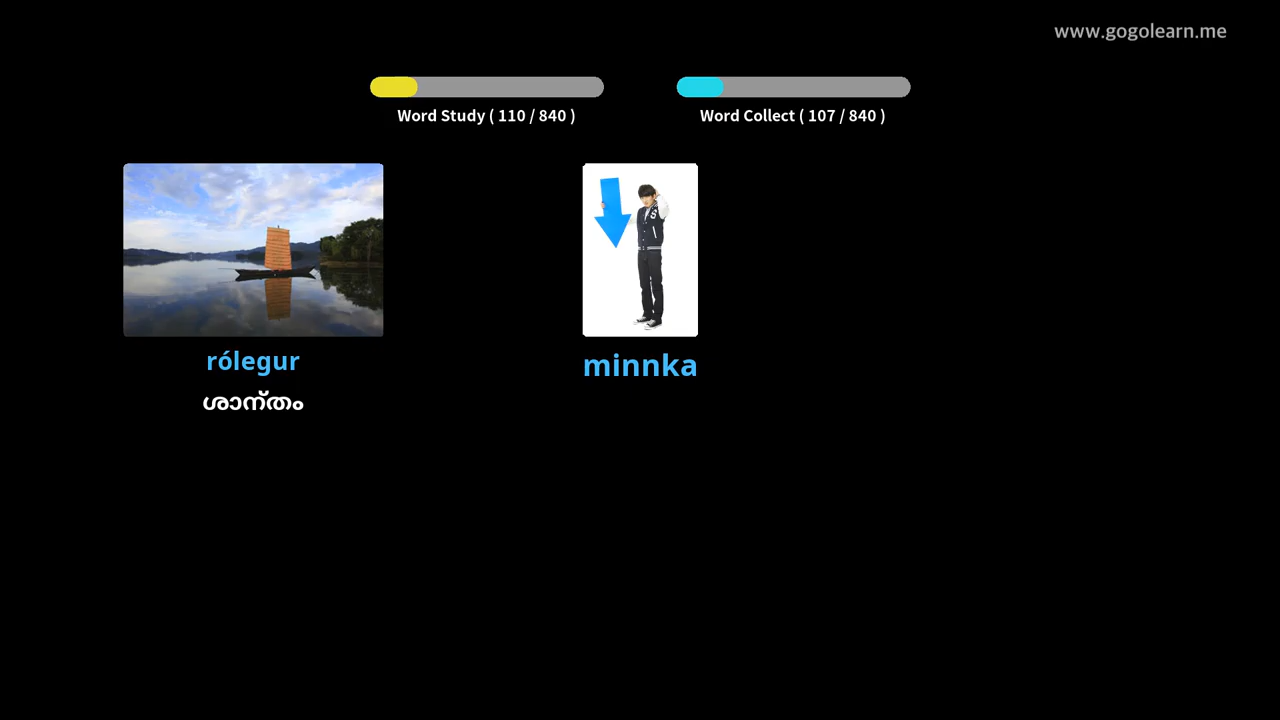 www.gogolearn.me
Word Study ( 110 / 840 )
Word Collect ( 107 / 840 )
rólegur
ശാന്തം
minnka